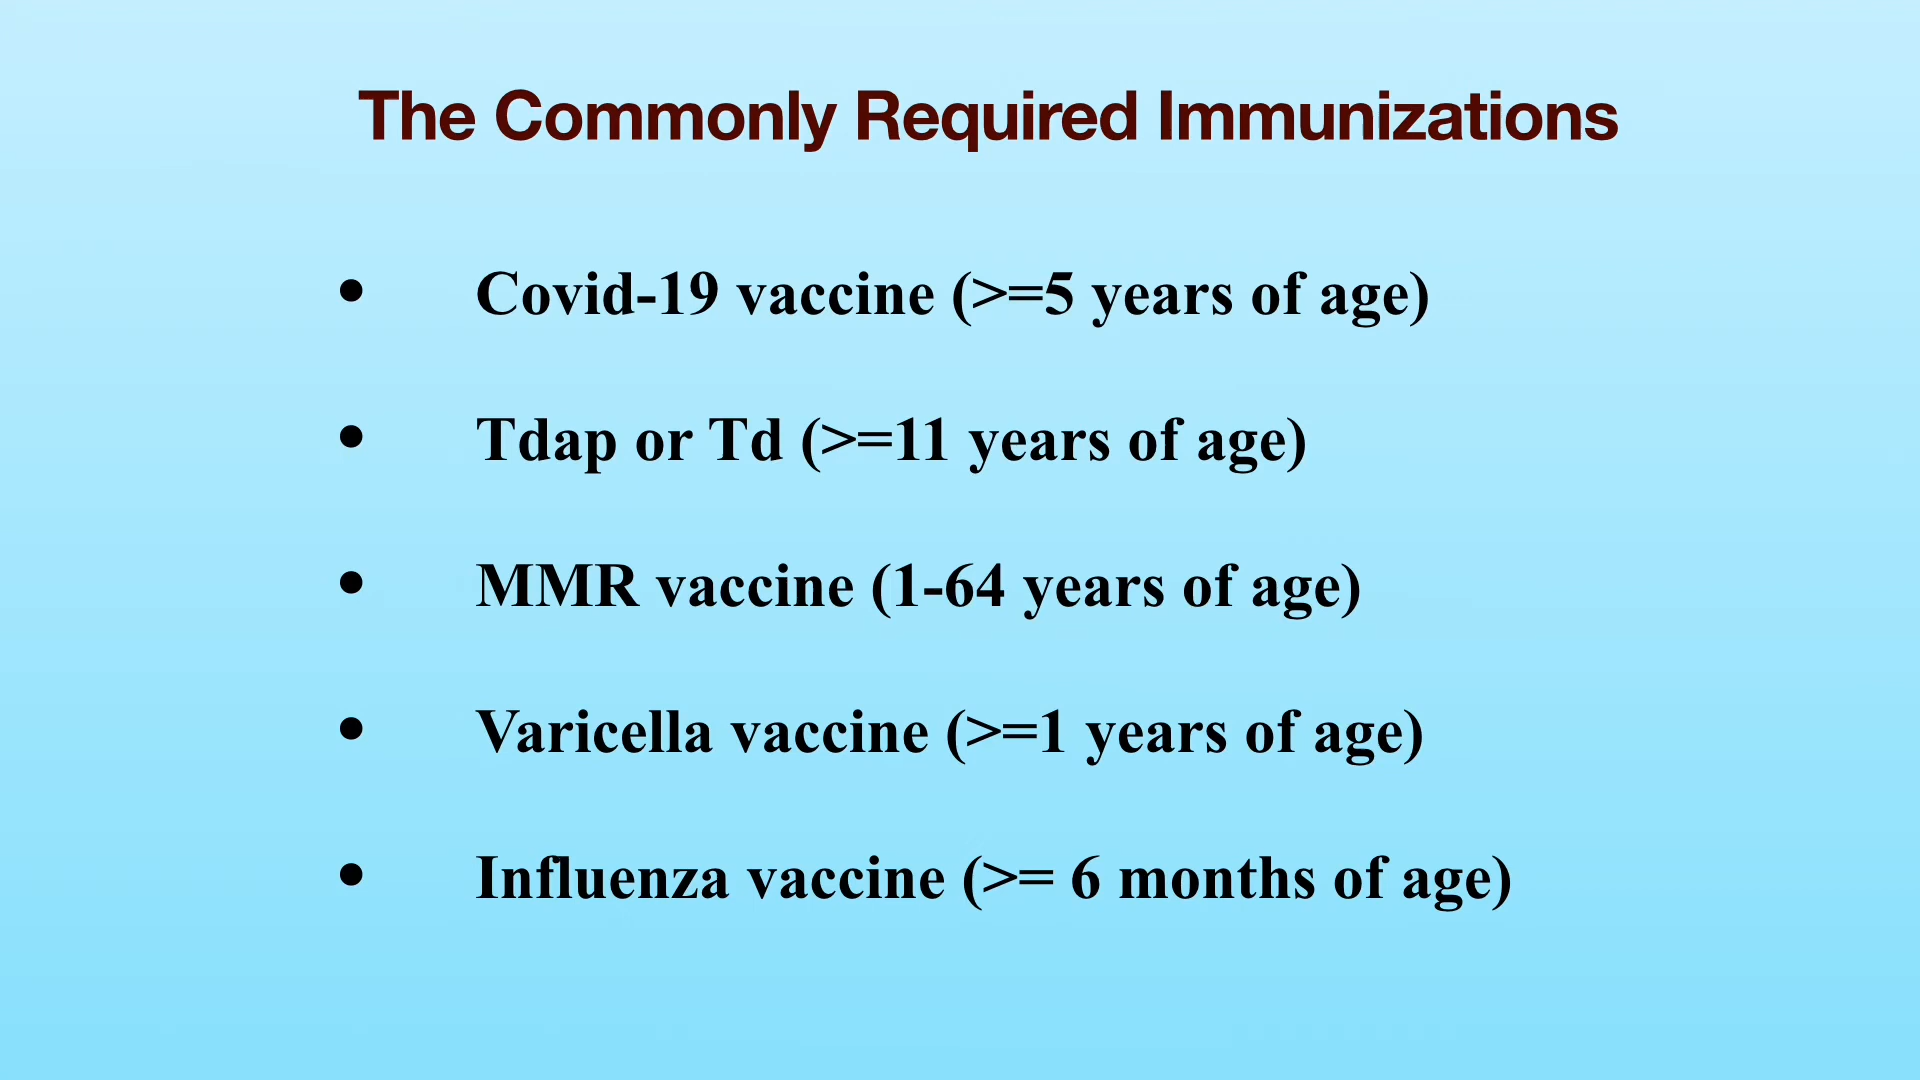 The Commonly Required Immunizations
• Covid-19 vaccine (>=5 years of age)
• Tdap or Td (>=11 years of age)
• MMR vaccine (1-64 years of age)
• Varicella vaccine (>=1 years of age)
• Influenza vaccine (>= 6 months of age)